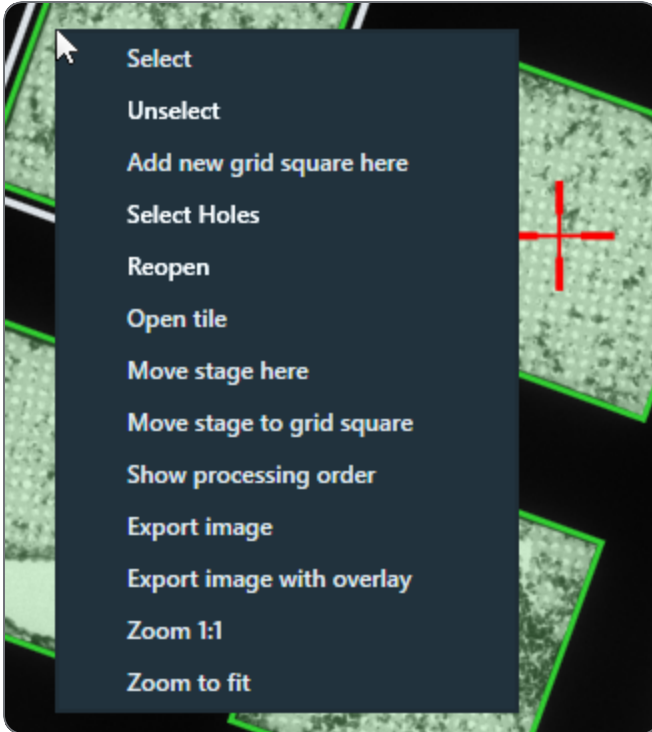 Select
Unselect
Add new grid square here
Select Holes
Reopen
Open tile
Move stage here
Move stage to grid square
Show processing order
Export image
Export image with overlay
Zoom 1:1
Zoom to fit